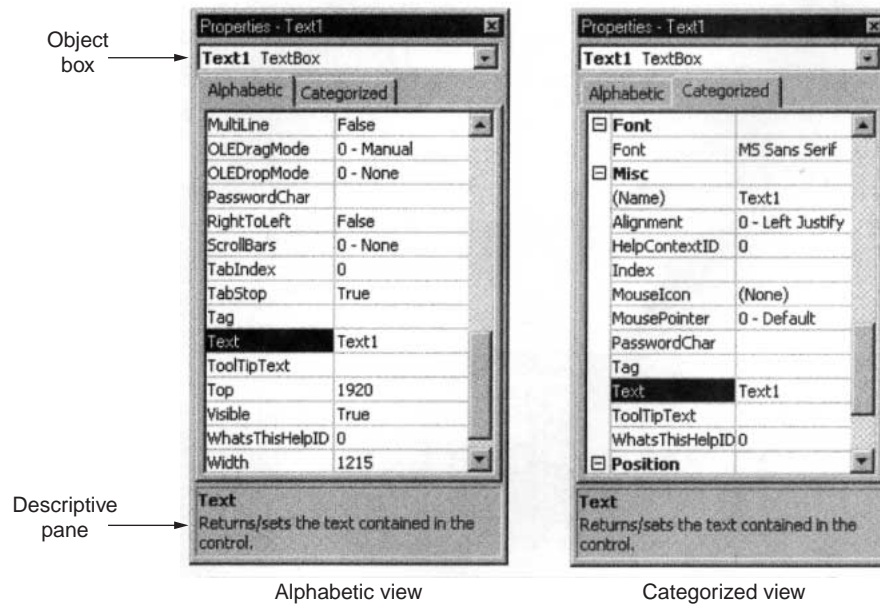 Object
box
Properties - Text1
Text1 TextBox
Alphabetic Categorized
MultiLine False
OLEDragMode 0 - Manual
OLEDropMode 0 - None
PasswordChar
RightToLeft False
ScrollBars 0 - None
TabIndex 0
TabStop True
Tag
Text Text1
ToolTipText
Top 1920
Visible True
WhatsThisHelpID 0
Width 1215
Descriptive
pane
Text
Returns/sets the text contained in the
control.
Alphabetic view
Properties - Text1
Text1 TextBox
Alphabetic Categorized
Font
Font MS Sans Serif
Misc
(Name) Text1
Alignment 0 - Left Justify
HelpContextID 0
Index
MouseIcon (None)
MousePointer 0 - Default
PasswordChar
Tag
Text Text1
ToolTipText
WhatsThisHelpID 0
Position
Text
Returns/sets the text contained in the
control.
Categorized view